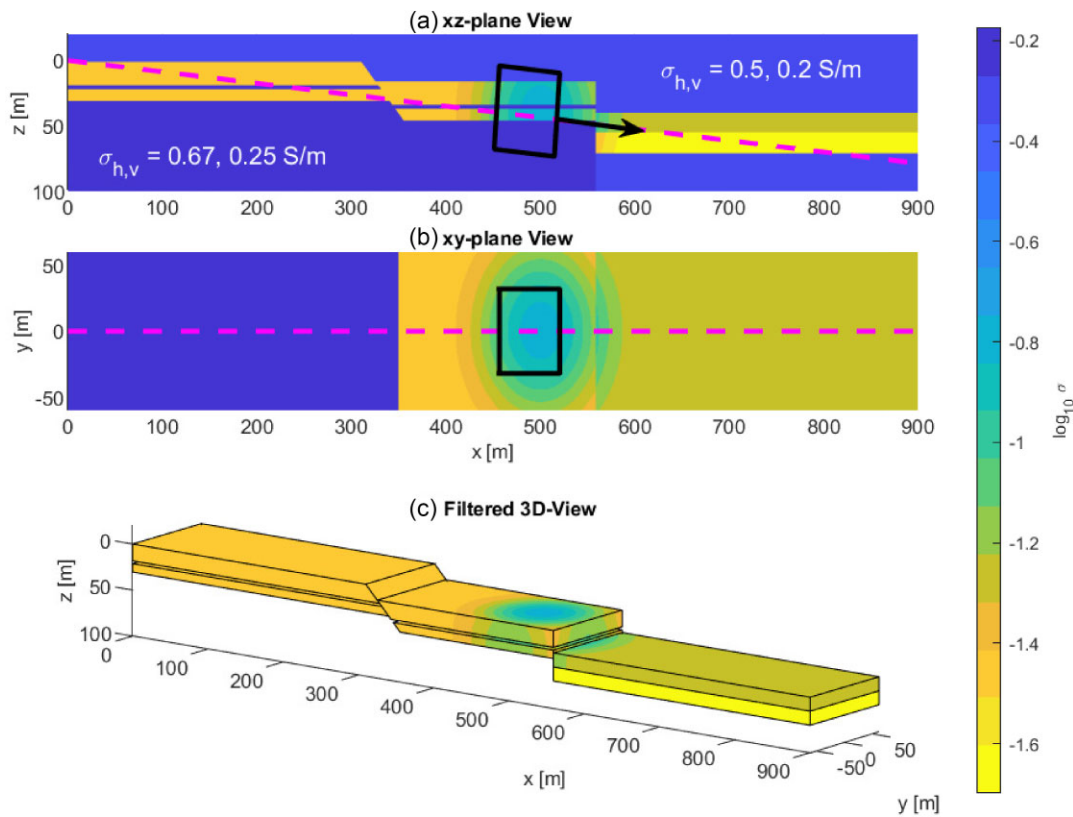 (a) xz-plane View
0
50
100
z [m]
σh,v = 0.5, 0.2 S/m
σh,v = 0.67, 0.25 S/m
0 100 200 300 400 500 600 700 800 900
(b) xy-plane View
50
0
-50
y [m]
0 100 200 300 400 500 600 700 800 900
x [m]
(c) Filtered 3D-View
0
50
100
z [m]
0 100 200 300 400 500 600 700 800 900
x [m]
-50 0 50
y [m]
-0.2
-0.4
-0.6
-0.8
-1
-1.2
-1.4
-1.6
log10 σ